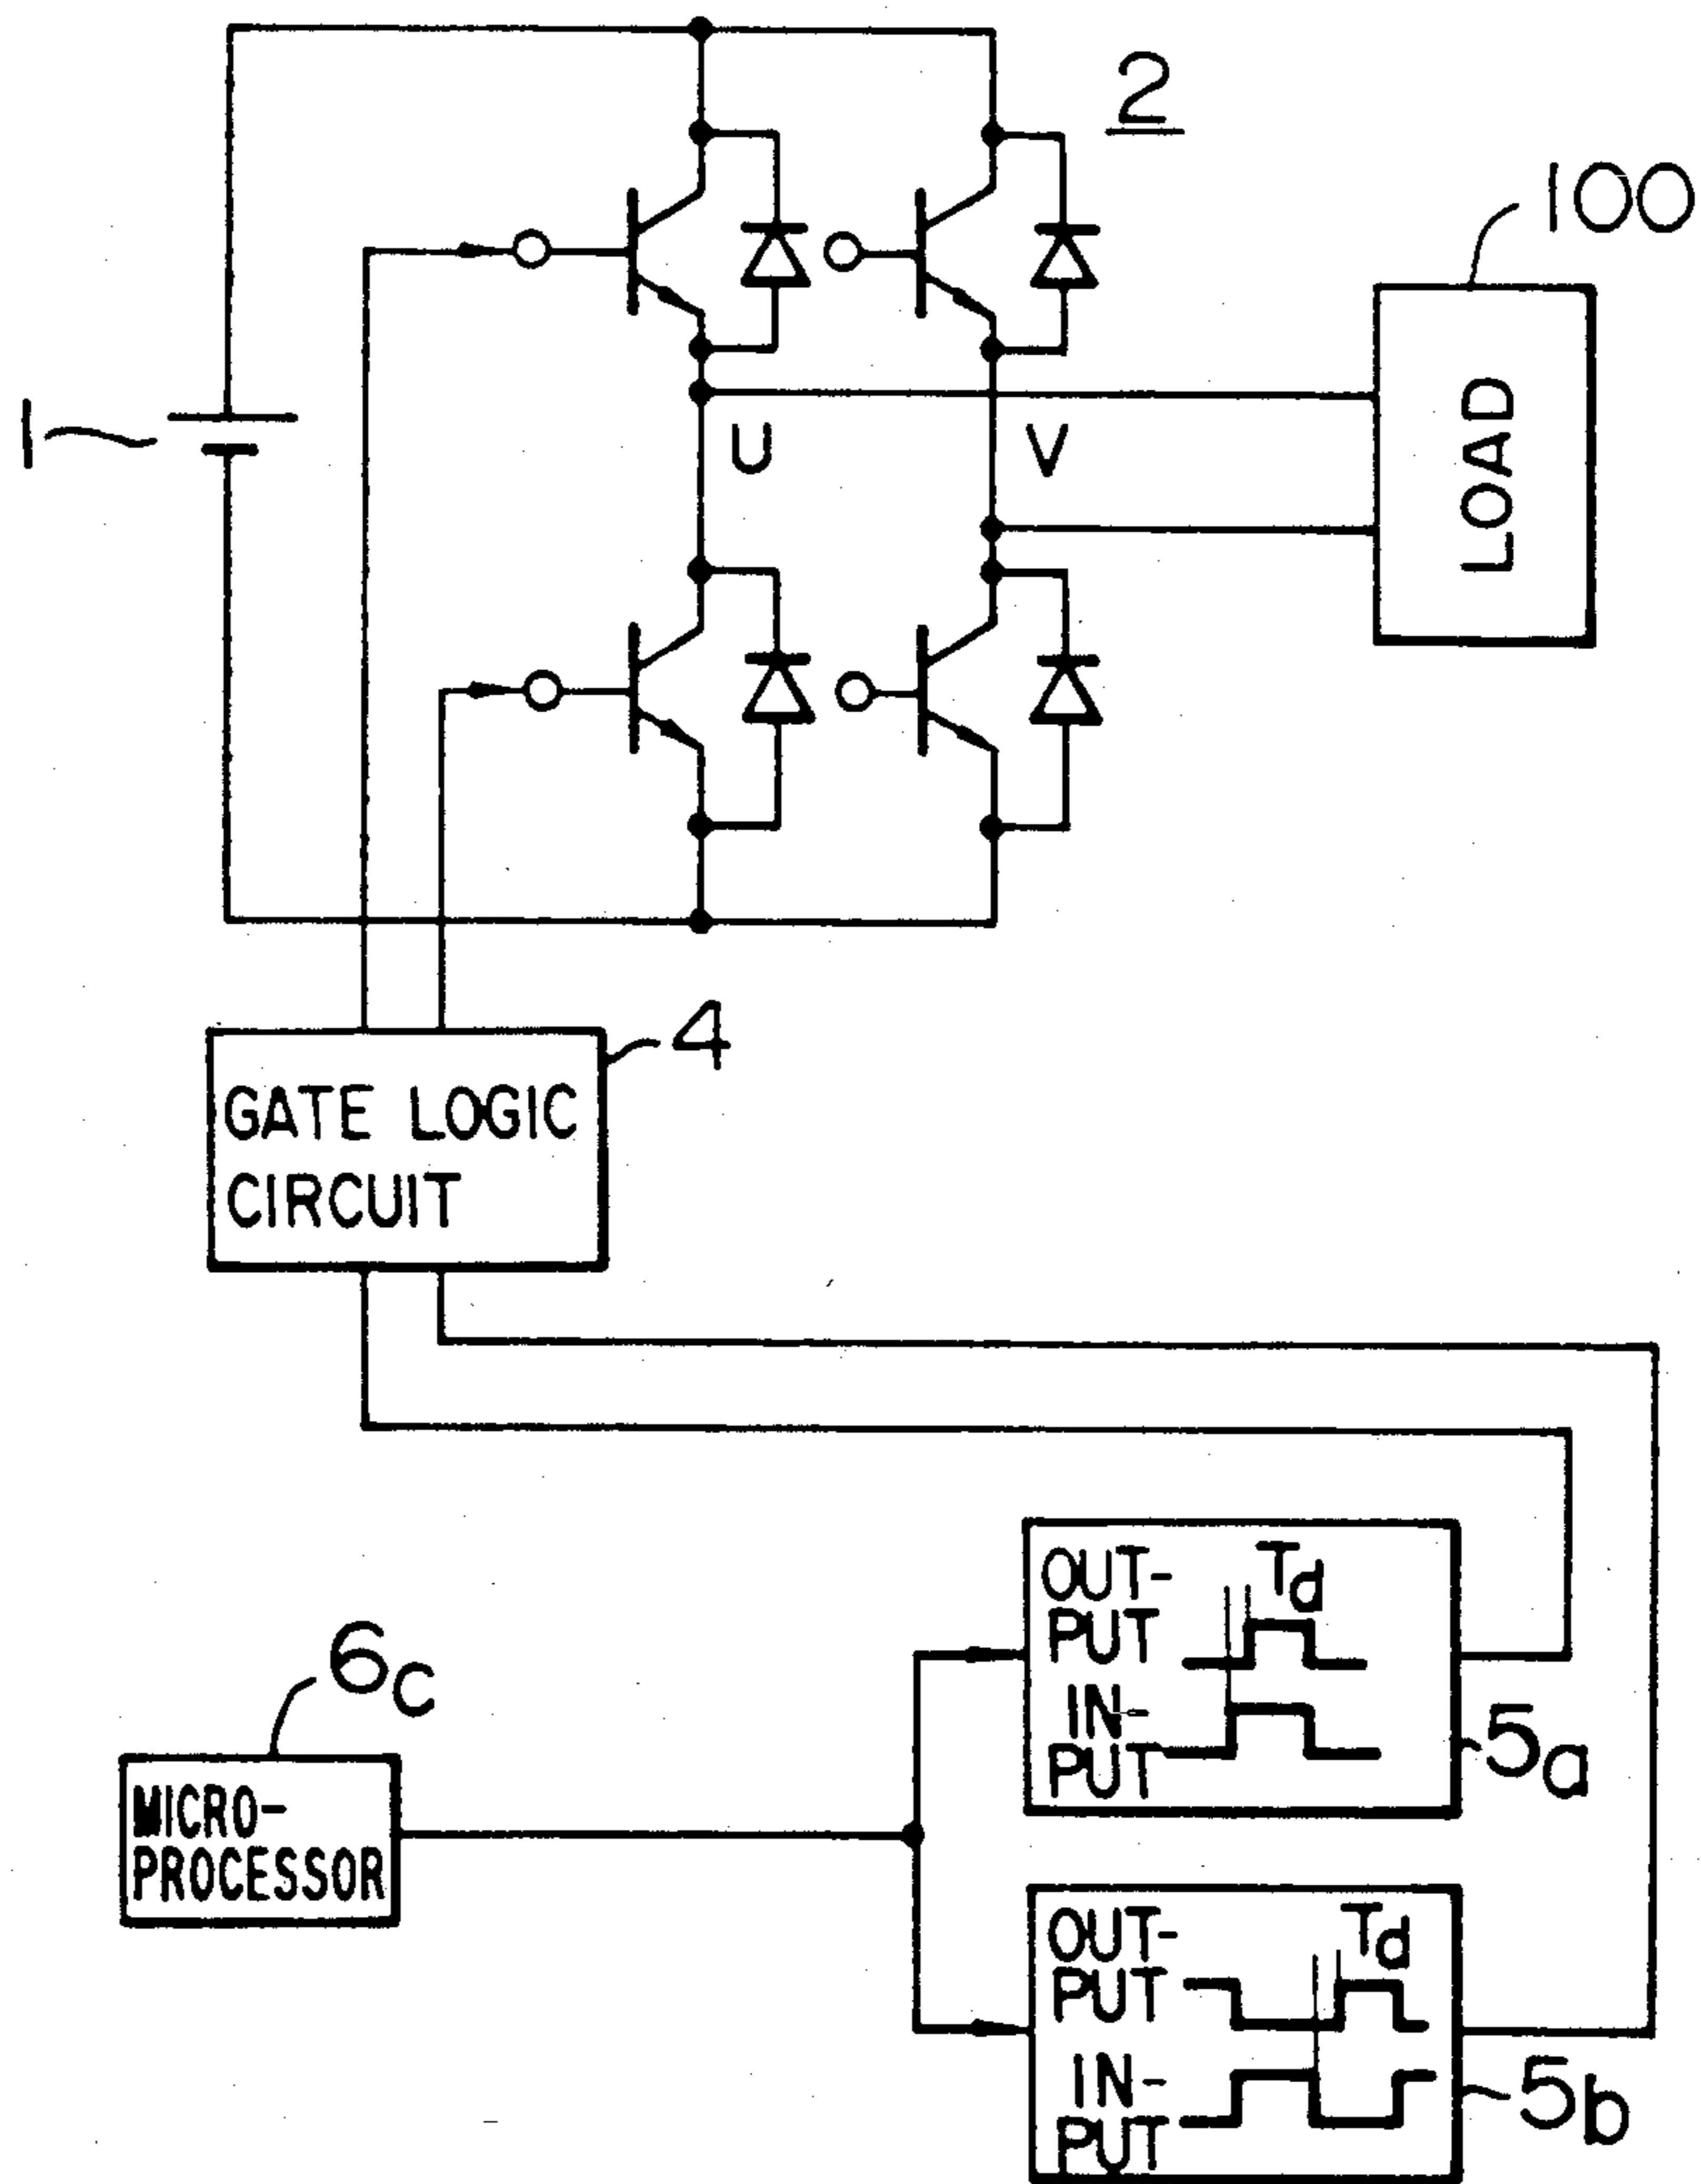 2
100
1
U
V
LOAD
4
GATE LOGIC
CIRCUIT
6c
MICRO-
PROCESSOR
OUT-
PUT
Td
IN-
PUT
5a
OUT-
PUT
Td
IN-
PUT
5b